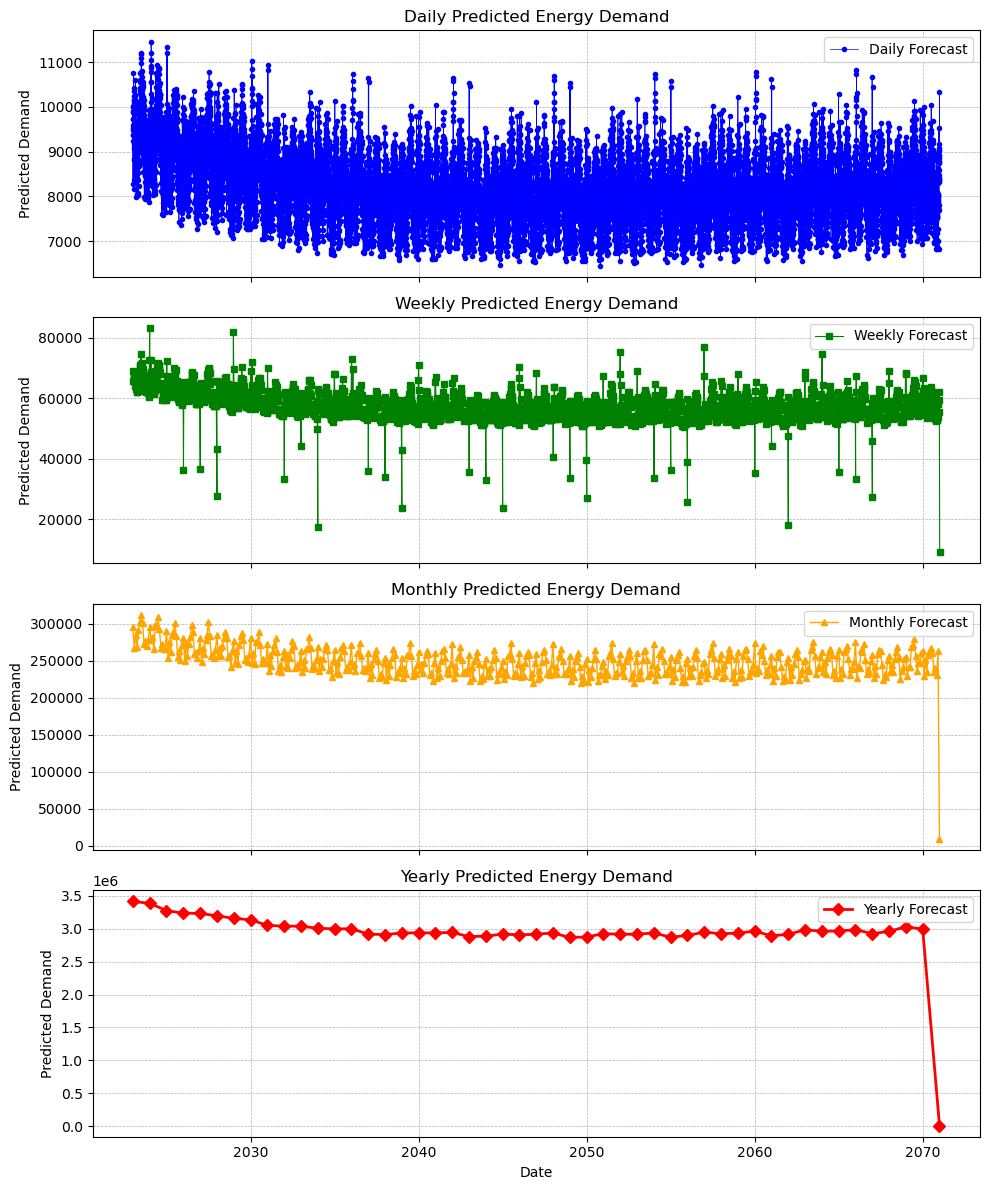 Daily Predicted Energy Demand
Daily Forecast
11000
10000
9000
8000
7000
Predicted Demand
Weekly Predicted Energy Demand
Weekly Forecast
80000
60000
40000
20000
Predicted Demand
Monthly Predicted Energy Demand
Monthly Forecast
300000
250000
200000
150000
100000
50000
0
Predicted Demand
Yearly Predicted Energy Demand
1e6
Yearly Forecast
3.5
3.0
2.5
2.0
1.5
1.0
0.5
0.0
Predicted Demand
2030 2040 2050 2060 2070
Date